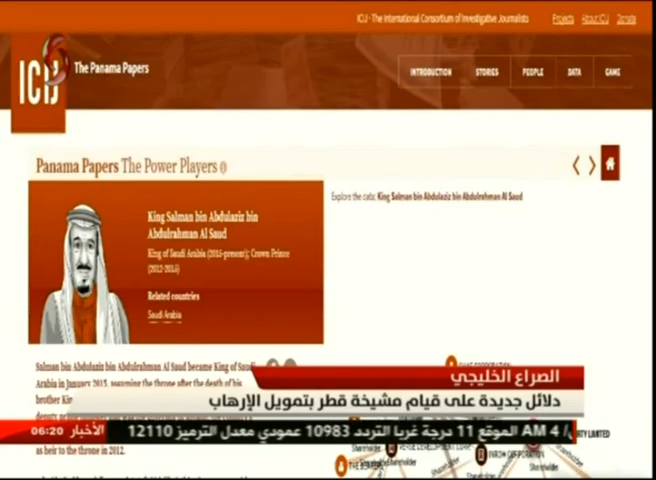 ICIJ - The International Consortium of Investigative Journalists
Projects About ICIJ Donate
ICIJ
The Panama Papers
INTRODUCTION STORIES PEOPLE DATA GAME
Panama Papers The Power Players
Explore the data: King Salman bin Abdulaziz bin Abdulrahman Al Saud
King Salman bin Abdulaziz bin
Abdulrahman Al Saud
King of Saudi Arabia (2015-present); Crown Prince
(2012-2015)
Related countries
Saudi Arabia
Salman bin Abdulaziz bin Abdulrahman Al Saud became King of Saudi
Arabia in January 2015, assuming the throne after the death of his
brother
الصراع الخليجي
دلائل جديدة على قيام مشيخة قطر بتمويل الإرهاب
الأخبار 06:20
AM 4 / الموقع 11 درجة غربا التردد 10983 عمودي معدل الترميز 12110
LIMITED
Shareholder
Shareholder
as heir to the throne in 2012.